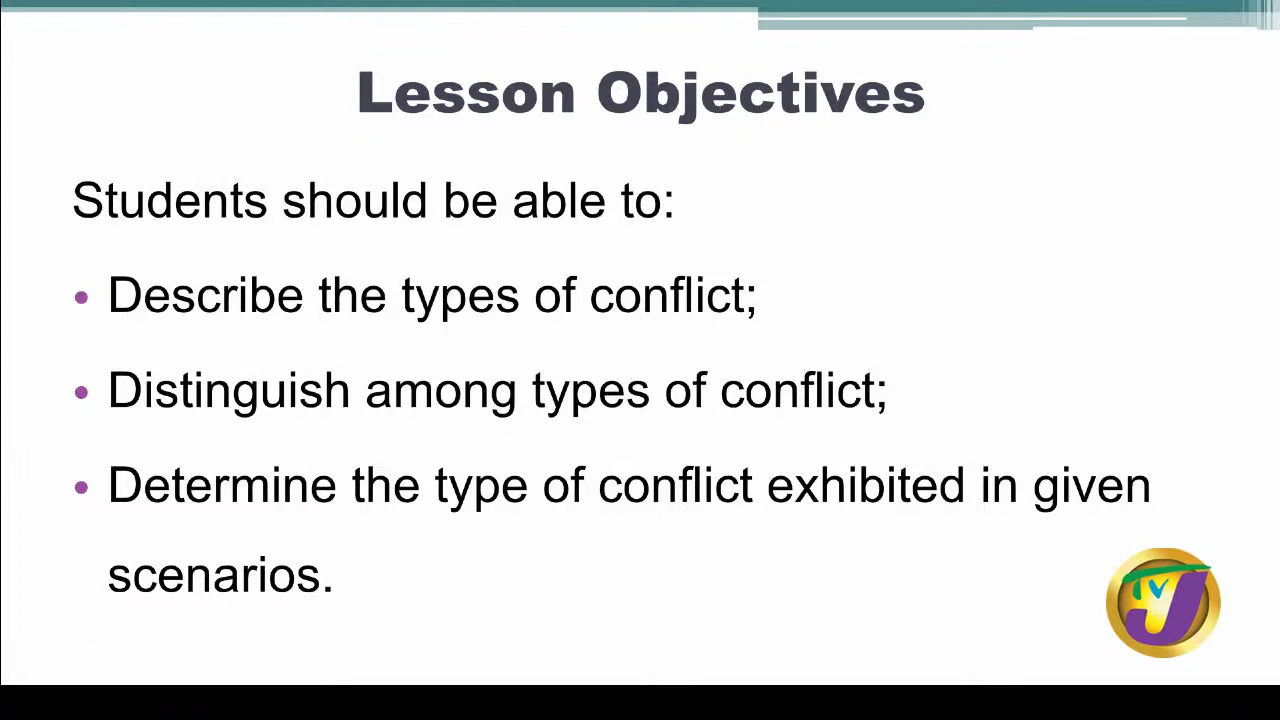 Lesson Objectives
Students should be able to:
• Describe the types of conflict;
• Distinguish among types of conflict;
• Determine the type of conflict exhibited in given
scenarios.
TVJ